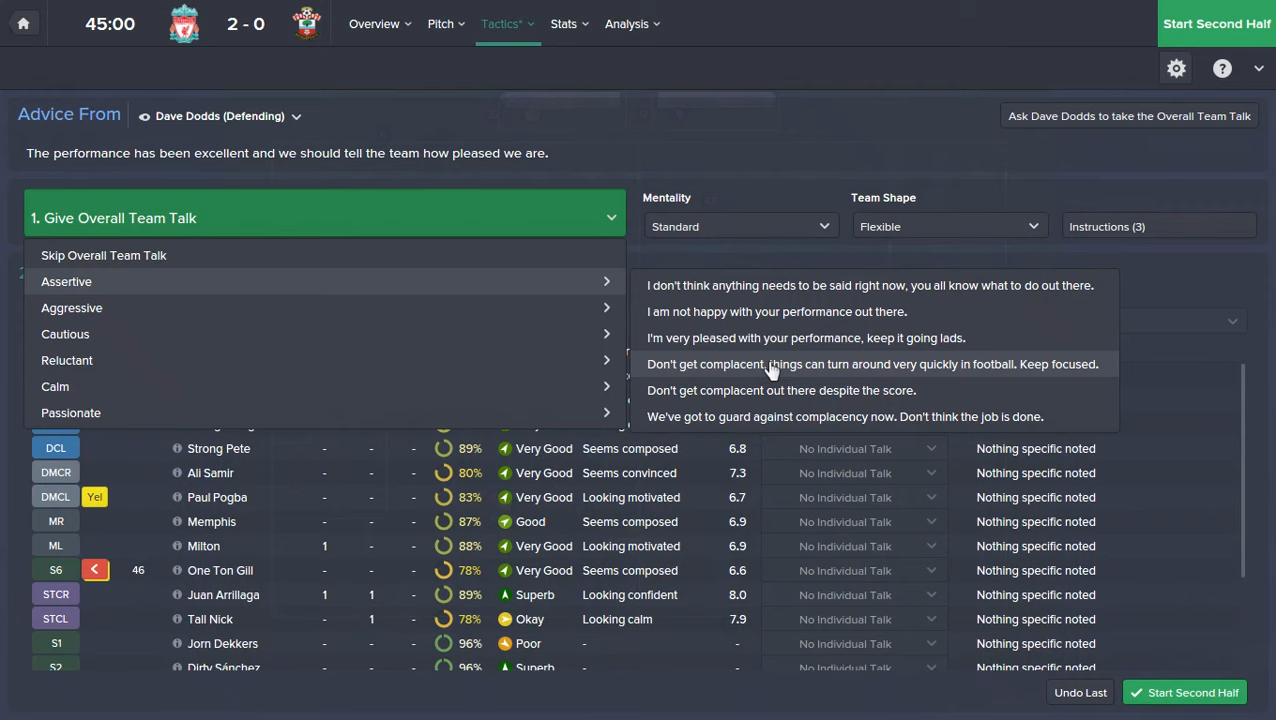 45:00 2 - 0 Overview Pitch Tactics* Stats Analysis Start Second Half
Advice From Dave Dodds (Defending) Ask Dave Dodds to take the Overall Team Talk
The performance has been excellent and we should tell the team how pleased we are.
Mentality Team Shape
1. Give Overall Team Talk Standard Flexible Instructions (3)
Skip Overall Team Talk
Assertive
Aggressive
Cautious
Reluctant
Calm
Passionate
I don't think anything needs to be said right now, you all know what to do out there.
I am not happy with your performance out there.
I'm very pleased with your performance, keep it going lads.
Don't get complacent, things can turn around very quickly in football. Keep focused.
Don't get complacent out there despite the score.
We've got to guard against complacency now. Don't think the job is done.
DCL Strong Pete - - - 89% Very Good Seems composed 6.8 No Individual Talk Nothing specific noted
DMCR Ali Samir - - - 80% Very Good Seems convinced 7.3 No Individual Talk Nothing specific noted
DMCL Yel Paul Pogba - - - 83% Very Good Looking motivated 6.7 No Individual Talk Nothing specific noted
MR Memphis - - - 87% Good Seems composed 6.9 No Individual Talk Nothing specific noted
ML Milton 1 - - 88% Very Good Looking motivated 6.9 No Individual Talk Nothing specific noted
S6 46 One Ton Gill - - - 78% Very Good Seems composed 6.6 No Individual Talk Nothing specific noted
STCR Juan Arrillaga 1 1 - 89% Superb Looking confident 8.0 No Individual Talk Nothing specific noted
STCL Tall Nick - 1 - 78% Okay Looking calm 7.9 No Individual Talk Nothing specific noted
S1 Jorn Dekkers - - - 96% Poor - - No Individual Talk Nothing specific noted
S2 Dirty Sánchez - - - 96% Superb - - No Individual Talk Nothing specific noted
Undo Last Start Second Half